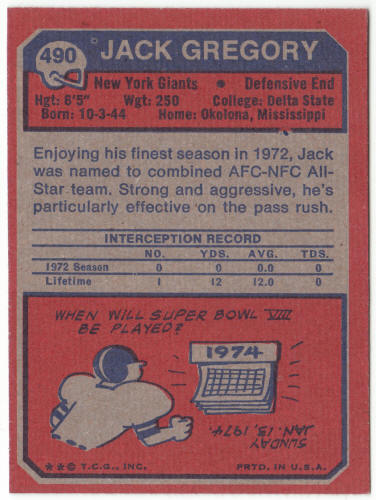 490 JACK GREGORY
New York Giants • Defensive End
Hgt: 6'5" Wgt: 250 College: Delta State
Born: 10-3-44 Home: Okolona, Mississippi
Enjoying his finest season in 1972, Jack
was named to combined AFC-NFC All-
Star team. Strong and aggressive, he's
particularly effective on the pass rush.
INTERCEPTION RECORD
NO. YDS. AVG. TDS.
1972 Season 0 0 0.0 0
Lifetime 1 12 12.0 0
WHEN WILL SUPER BOWL VIII
BE PLAYED?
1974
SUNDAY
JAN. 13, 1974.
**© T.C.G., INC. PRTD. IN U.S.A.